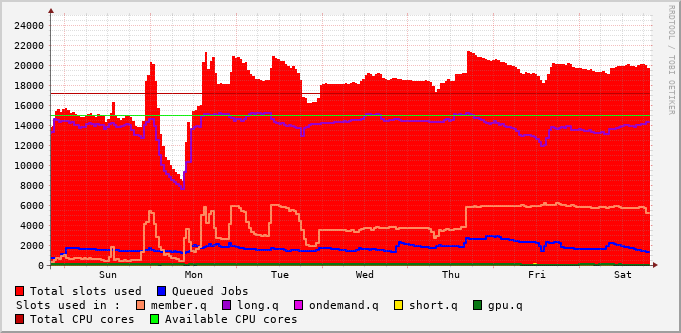 RRDTOOL / TOBI OETIKER
24000
22000
20000
18000
16000
14000
12000
10000
8000
6000
4000
2000
0
Sun Mon Tue Wed Thu Fri Sat
Total slots used Queued Jobs
Slots used in : member.q long.q ondemand.q short.q gpu.q
Total CPU cores Available CPU cores